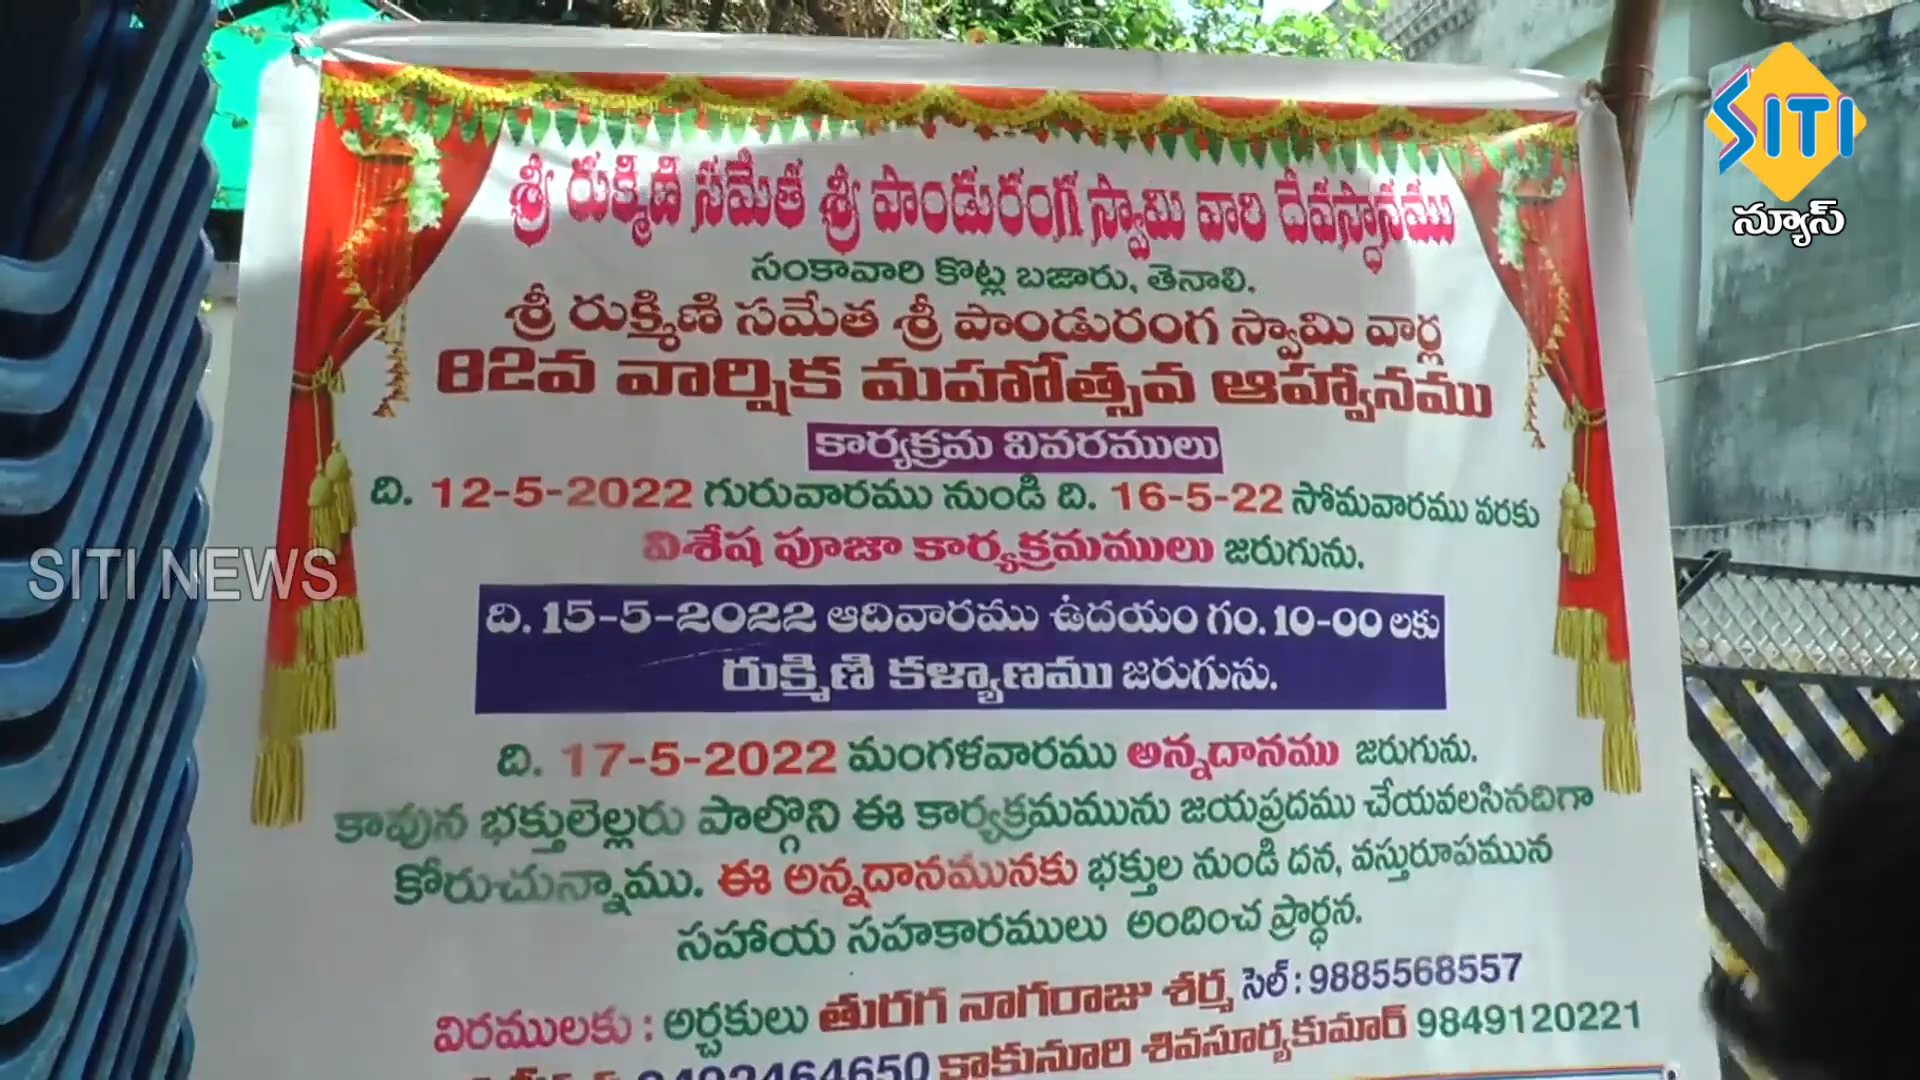 SITI
న్యూస్
శ్రీ రుక్మిణి సమేత శ్రీ పాండురంగ స్వామి వారి దేవస్థానము
సంకావారి కొట్ల బజారు, తెనాలి.
శ్రీ రుక్మిణి సమేత శ్రీ పాండురంగ స్వామి వార్ల
82వ వార్షిక మహోత్సవ ఆహ్వానము
కార్యక్రమ వివరములు
ది. 12-5-2022 గురువారము నుండి ది. 16-5-22 సోమవారము వరకు
విశేష పూజా కార్యక్రమములు జరుగును.
SITI NEWS
ది. 15-5-2022 ఆదివారము ఉదయం గం. 10-00 లకు
రుక్మిణి కళ్యాణము జరుగును.
ది. 17-5-2022 మంగళవారము అన్నదానము జరుగును.
కావున భక్తులెల్లరు పాల్గొని ఈ కార్యక్రమమును జయప్రదము చేయవలసినదిగా
కోరుచున్నాము. ఈ అన్నదానమునకు భక్తుల నుండి దన, వస్తురూపమున
సహాయ సహకారములు అందించ ప్రార్థన.
విరములకు : అర్చకులు తురగ నాగరాజు శర్మ సెల్ : 9885568557
కాకునూరి శివసూర్యకుమార్ 9849120221